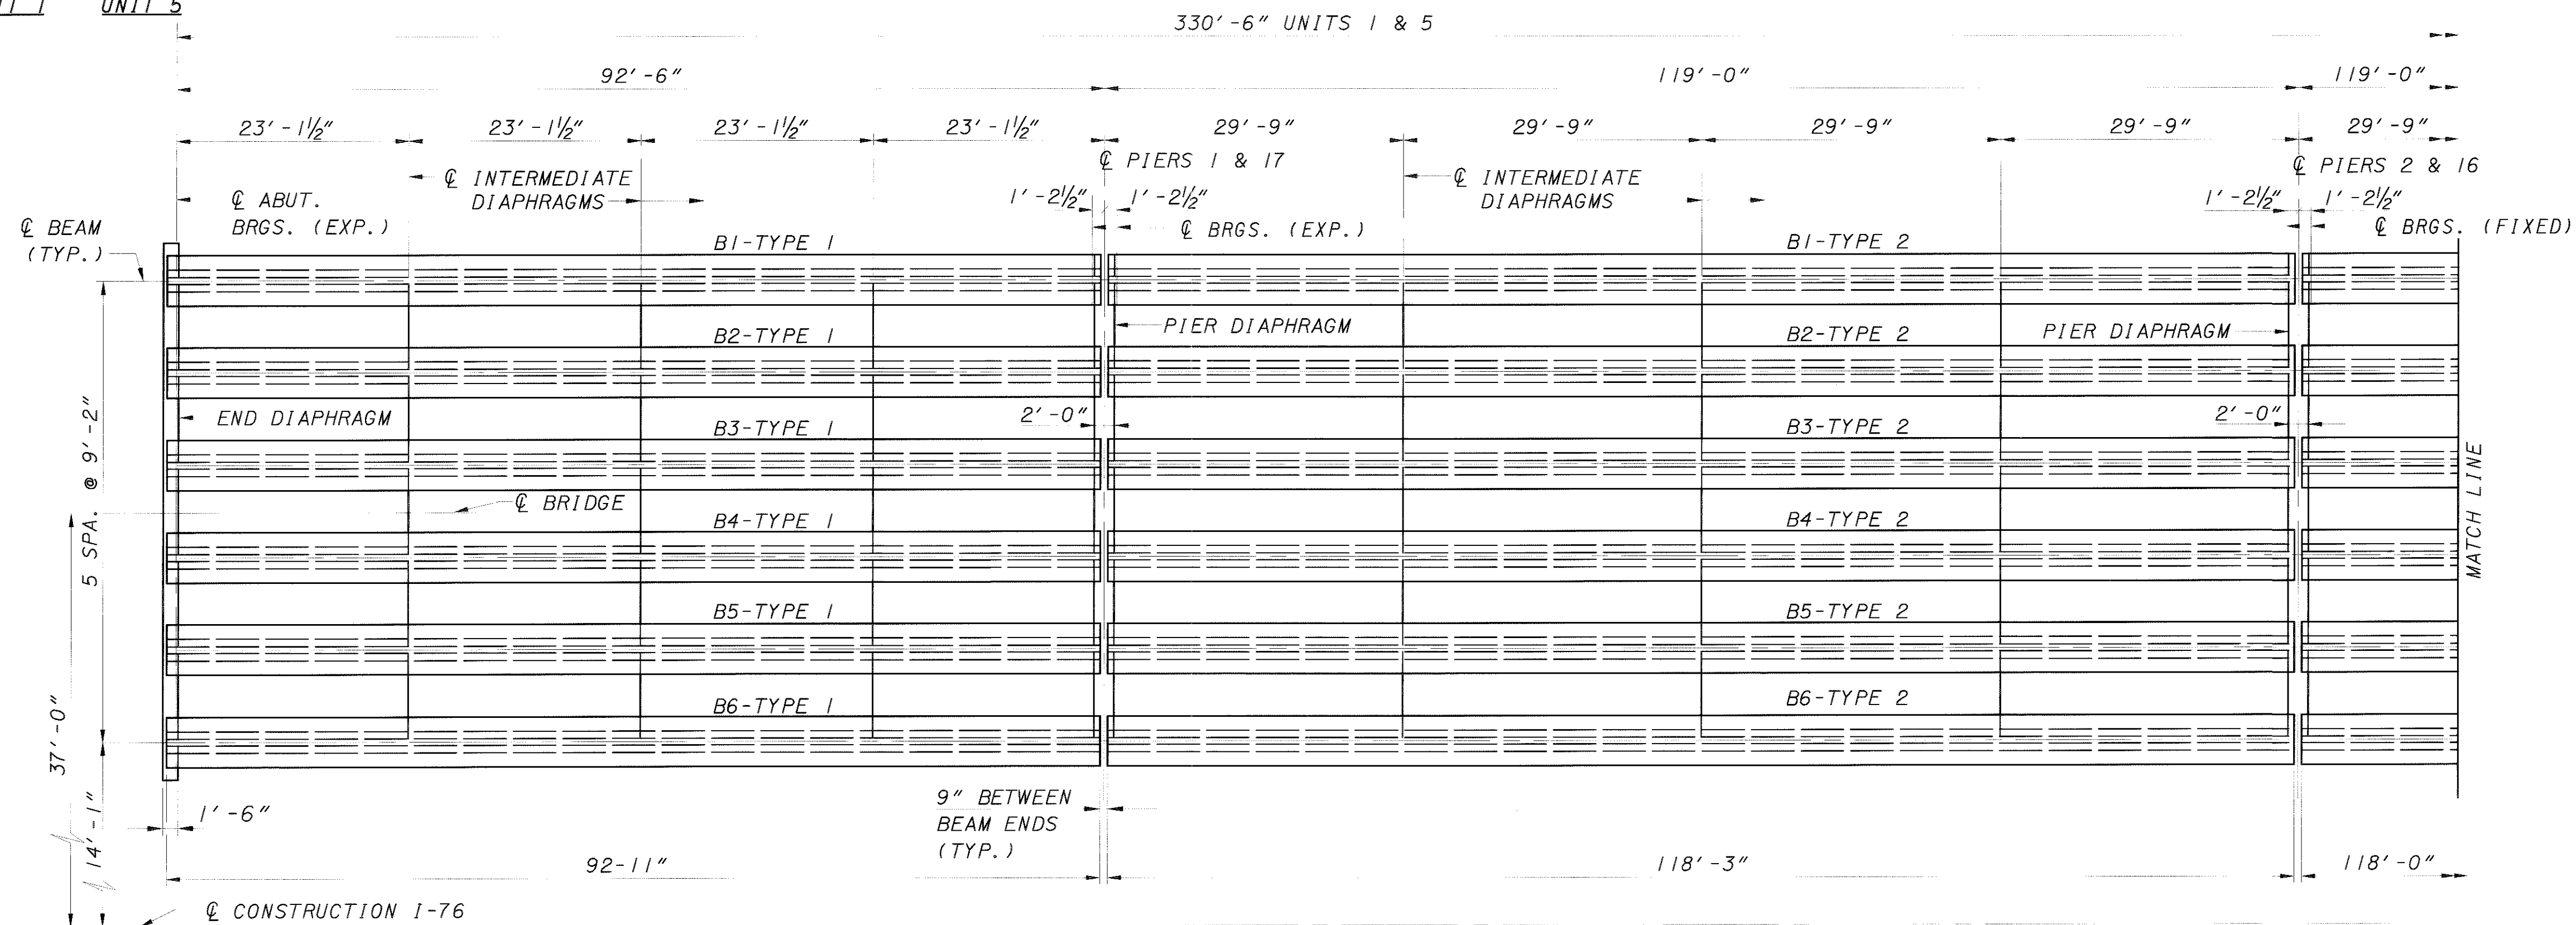 UNIT 5
330'-6" UNITS 1 & 5
92'-6"
119'-0"
119'-0"
23'-1½"
23'-1½"
23'-1½"
23'-1½"
29'-9"
29'-9"
29'-9"
29'-9"
29'-9"
℄ PIERS 1 & 17
℄ PIERS 2 & 16
℄ INTERMEDIATE
DIAPHRAGMS
℄ INTERMEDIATE
DIAPHRAGMS
℄ ABUT.
BRGS. (EXP.)
1'-2½"
1'-2½"
1'-2½"
1'-2½"
℄ BEAM
(TYP.)
℄ BRGS. (EXP.)
℄ BRGS. (FIXED)
B1-TYPE 1
B1-TYPE 2
PIER DIAPHRAGM
PIER DIAPHRAGM
B2-TYPE 1
B2-TYPE 2
END DIAPHRAGM
2'-0"
2'-0"
B3-TYPE 1
B3-TYPE 2
5 SPA. @ 9'-2"
MATCH LINE
℄ BRIDGE
B4-TYPE 1
B4-TYPE 2
B5-TYPE 1
B5-TYPE 2
B6-TYPE 1
B6-TYPE 2
37'-0"
14'-1"
1'-6"
9" BETWEEN
BEAM ENDS
(TYP.)
92-11"
118'-3"
118'-0"
℄ CONSTRUCTION I-76